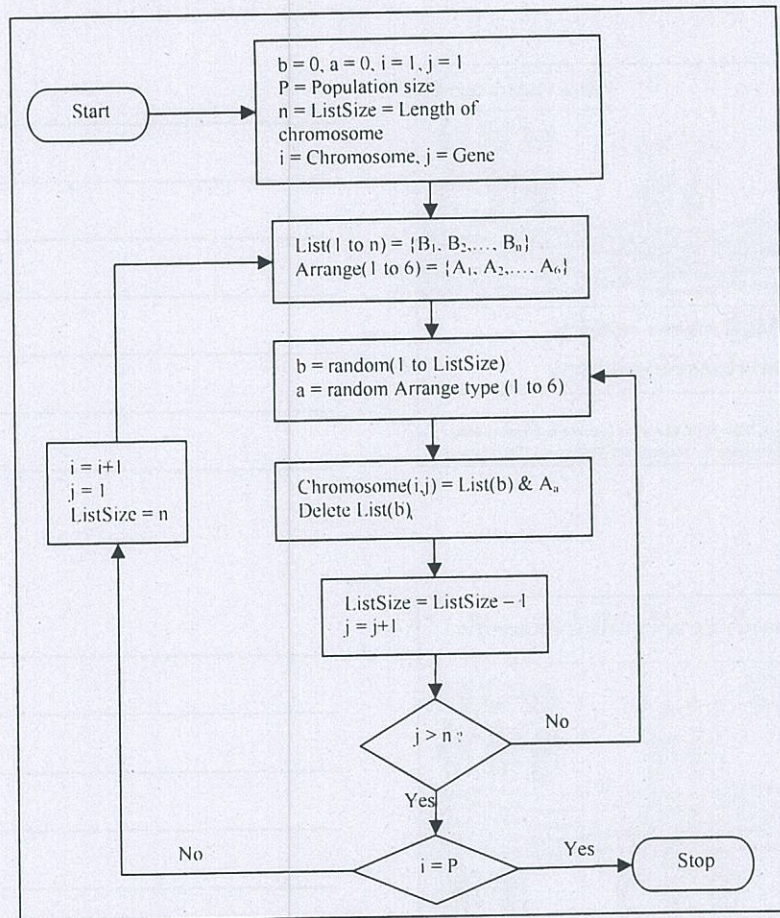 Start
b = 0, a = 0, i = 1, j = 1
P = Population size
n = ListSize = Length of
chromosome
i = Chromosome, j = Gene
List(1 to n) = {B₁, B₂,…, Bₙ}
Arrange(1 to 6) = {A₁, A₂,…, A₆}
b = random(1 to ListSize)
a = random Arrange type (1 to 6)
i = i+1
j = 1
ListSize = n
Chromosome(i,j) = List(b) & Aₐ
Delete List(b)
ListSize = ListSize – 1
j = j+1
j > n ?
No
Yes
No
i = P
Yes
Stop